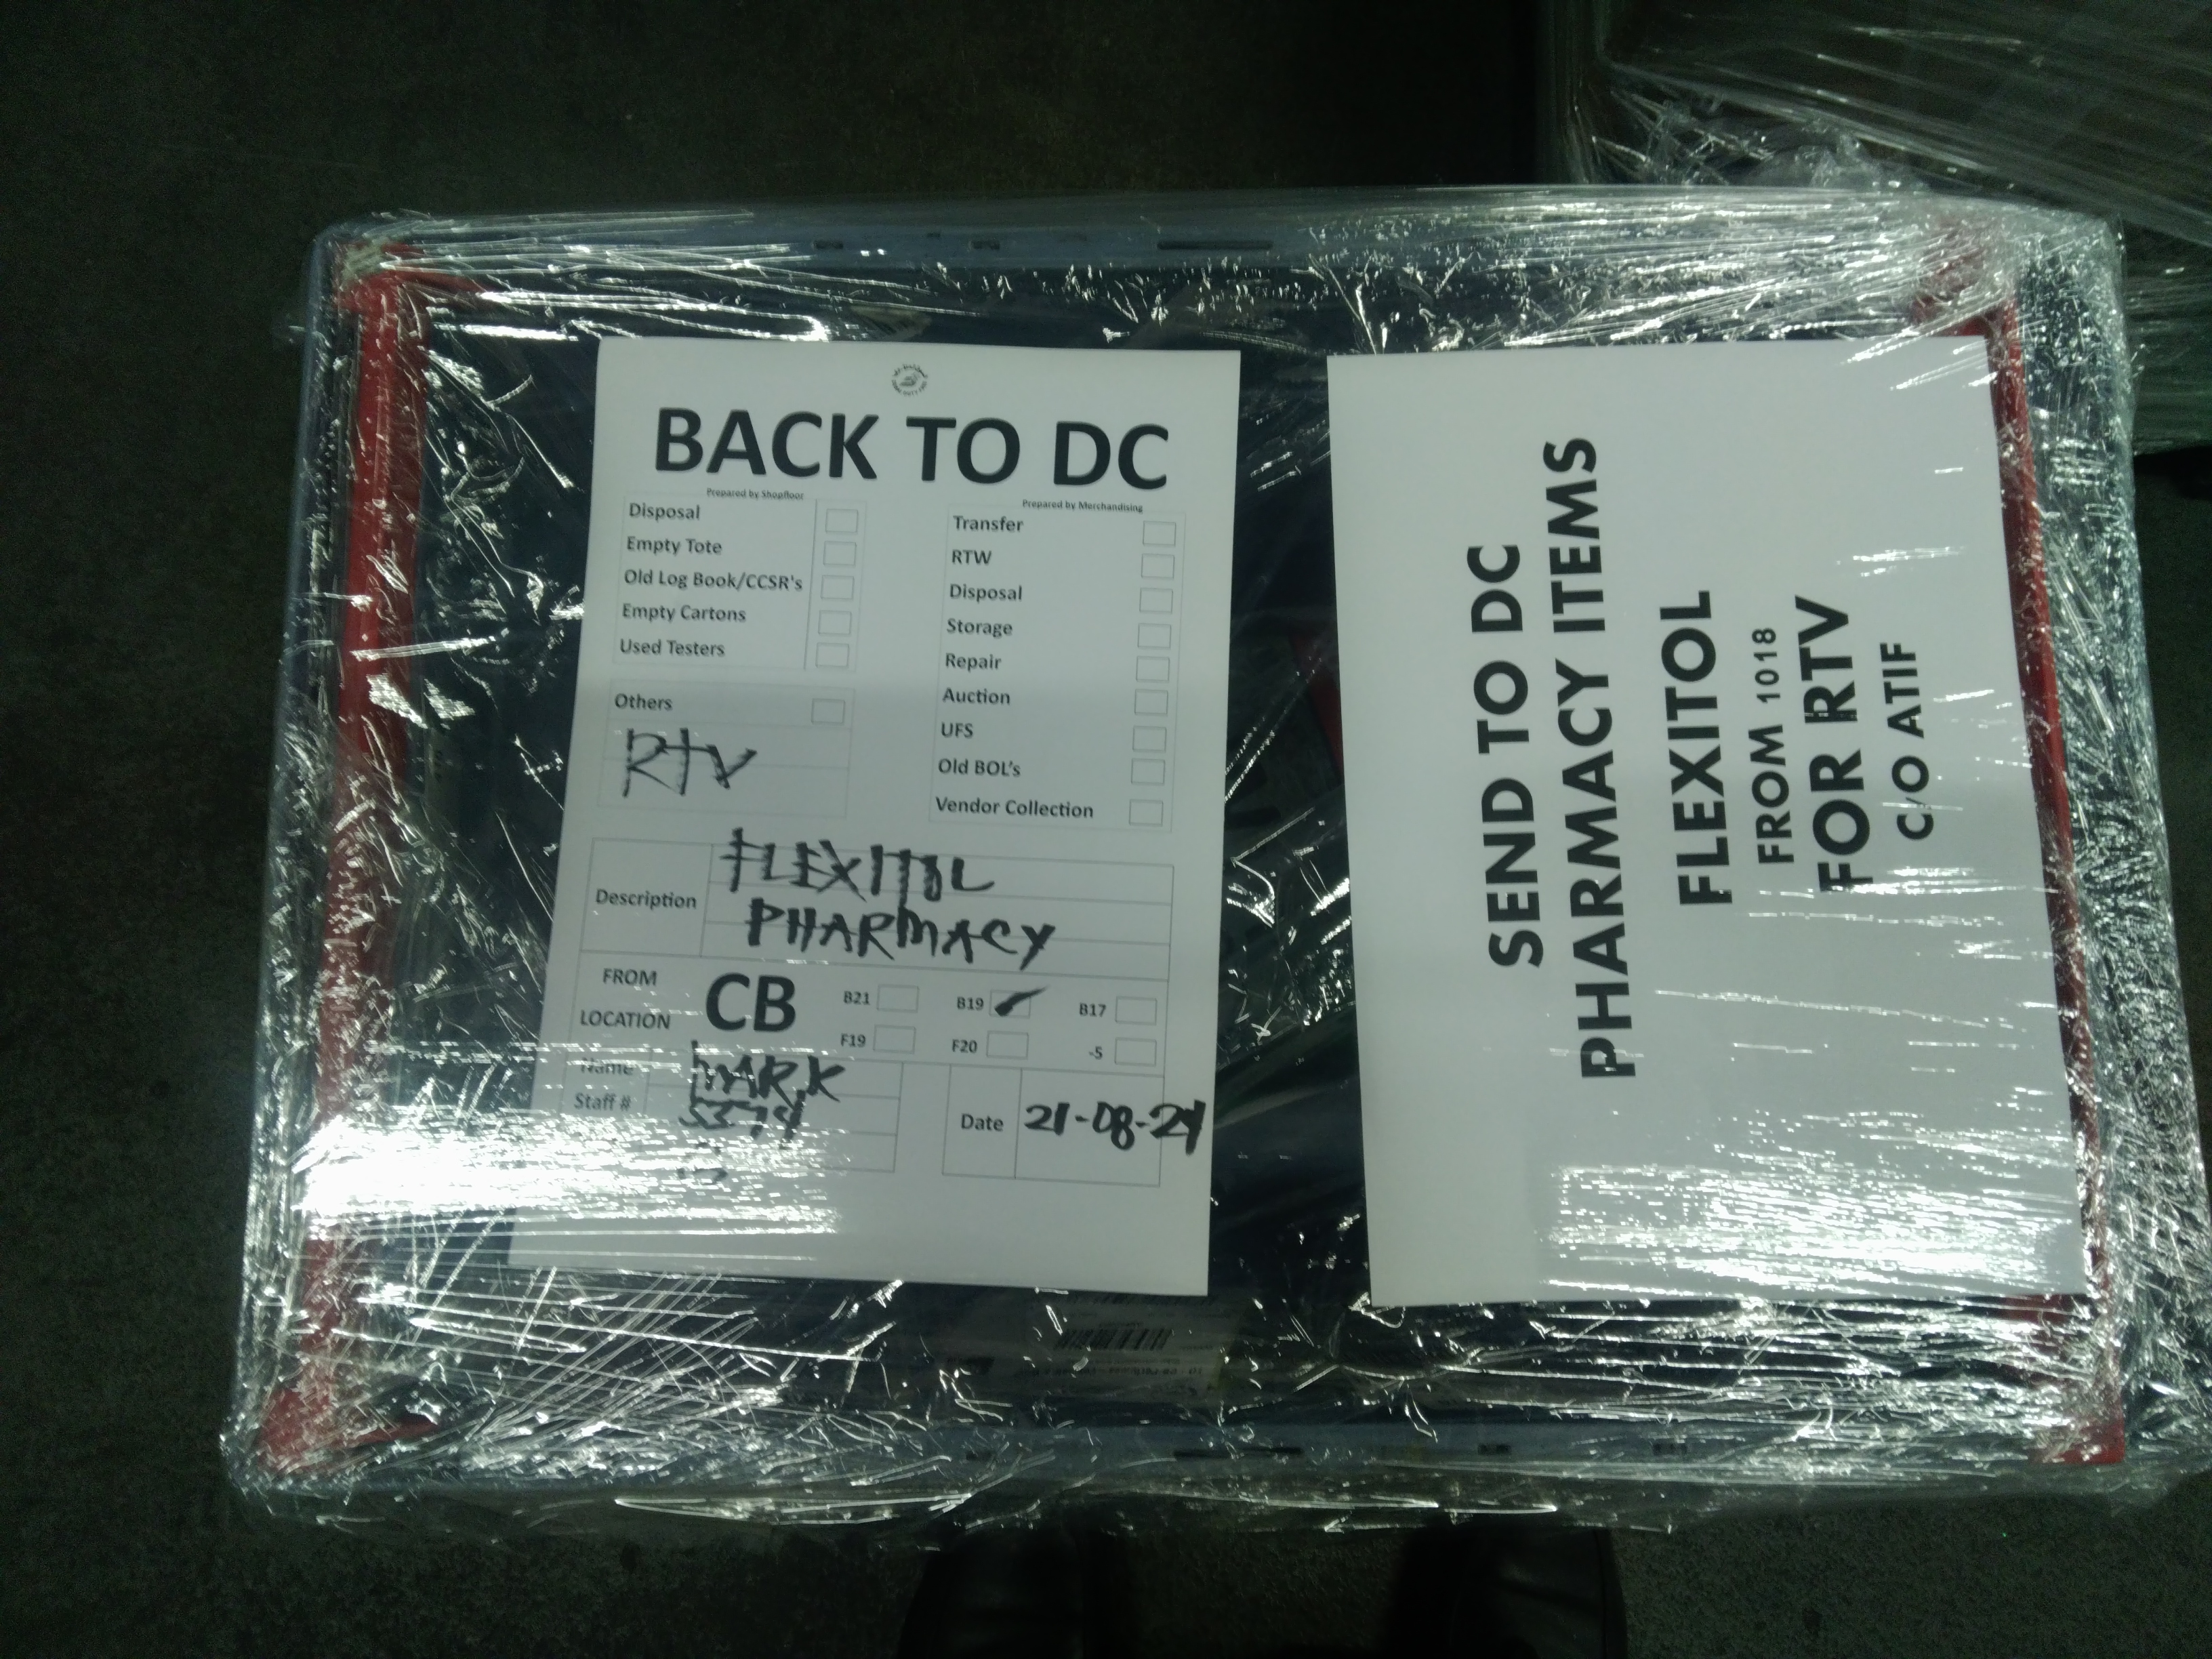 BACK TO DC
Prepared by Shopfloor
Disposal
Empty Tote
Old Log Book/CCSR's
Empty Cartons
Used Testers
Others
RTV
Prepared by Merchandising
Transfer
RTW
Disposal
Storage
Repair
Auction
UFS
Old BOL's
Vendor Collection
Description
FLEXITOL
PHARMACY
FROM
LOCATION
CB
B21
B19
B17
F19
F20
-5
Name
MARK
Staff #
Date
21-08-24
SEND TO DC
PHARMACY ITEMS
FLEXITOL
FROM 1018
FOR RTV
C/O ATIF